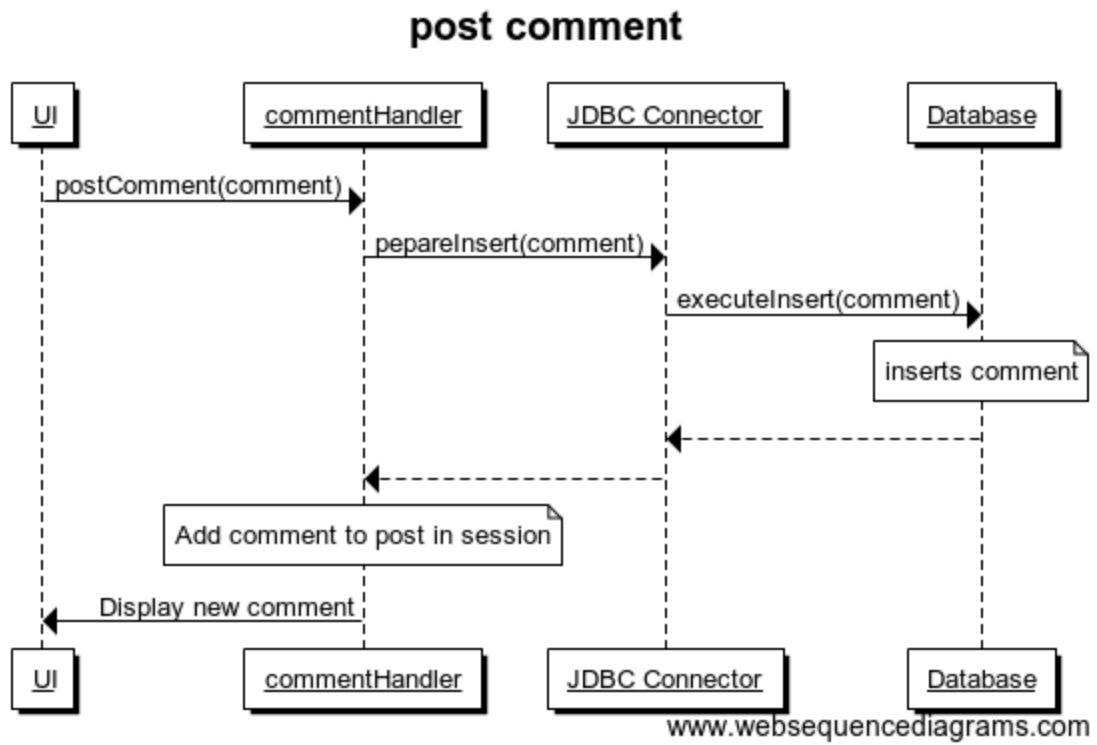 post comment
UI
commentHandler
JDBC Connector
Database
postComment(comment)
pepareInsert(comment)
executeInsert(comment)
inserts comment
Add comment to post in session
Display new comment
UI
commentHandler
JDBC Connector
Database
www.websequencediagrams.com